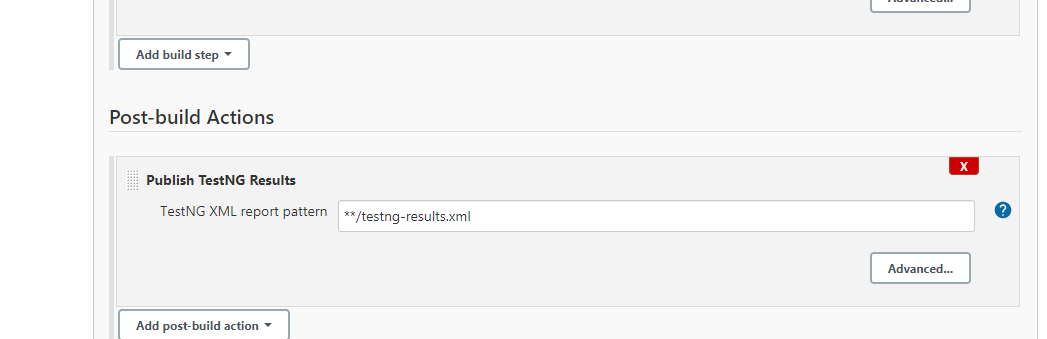 Advanced...
Add build step
Post-build Actions
X
Publish TestNG Results
TestNG XML report pattern **/testng-results.xml ?
Advanced...
Add post-build action